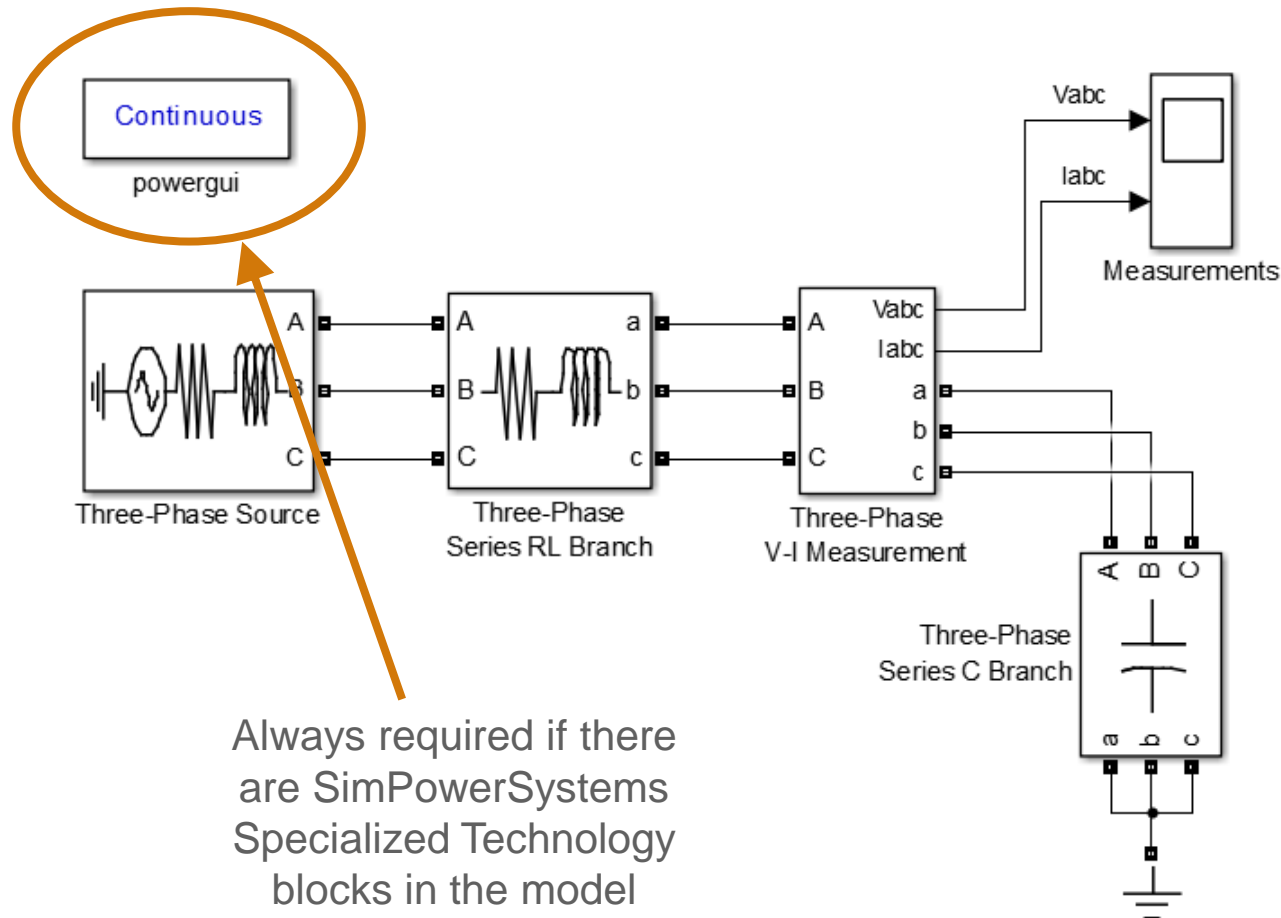 Continuous
powergui
Vabc
Iabc
Measurements
A
B
C
Three-Phase Source
A
B
C
a
b
c
Three-Phase
Series RL Branch
A
B
C
Vabc
Iabc
a
b
c
Three-Phase
V-I Measurement
A
B
C
a
b
c
Three-Phase
Series C Branch
Always required if there
are SimPowerSystems
Specialized Technology
blocks in the model